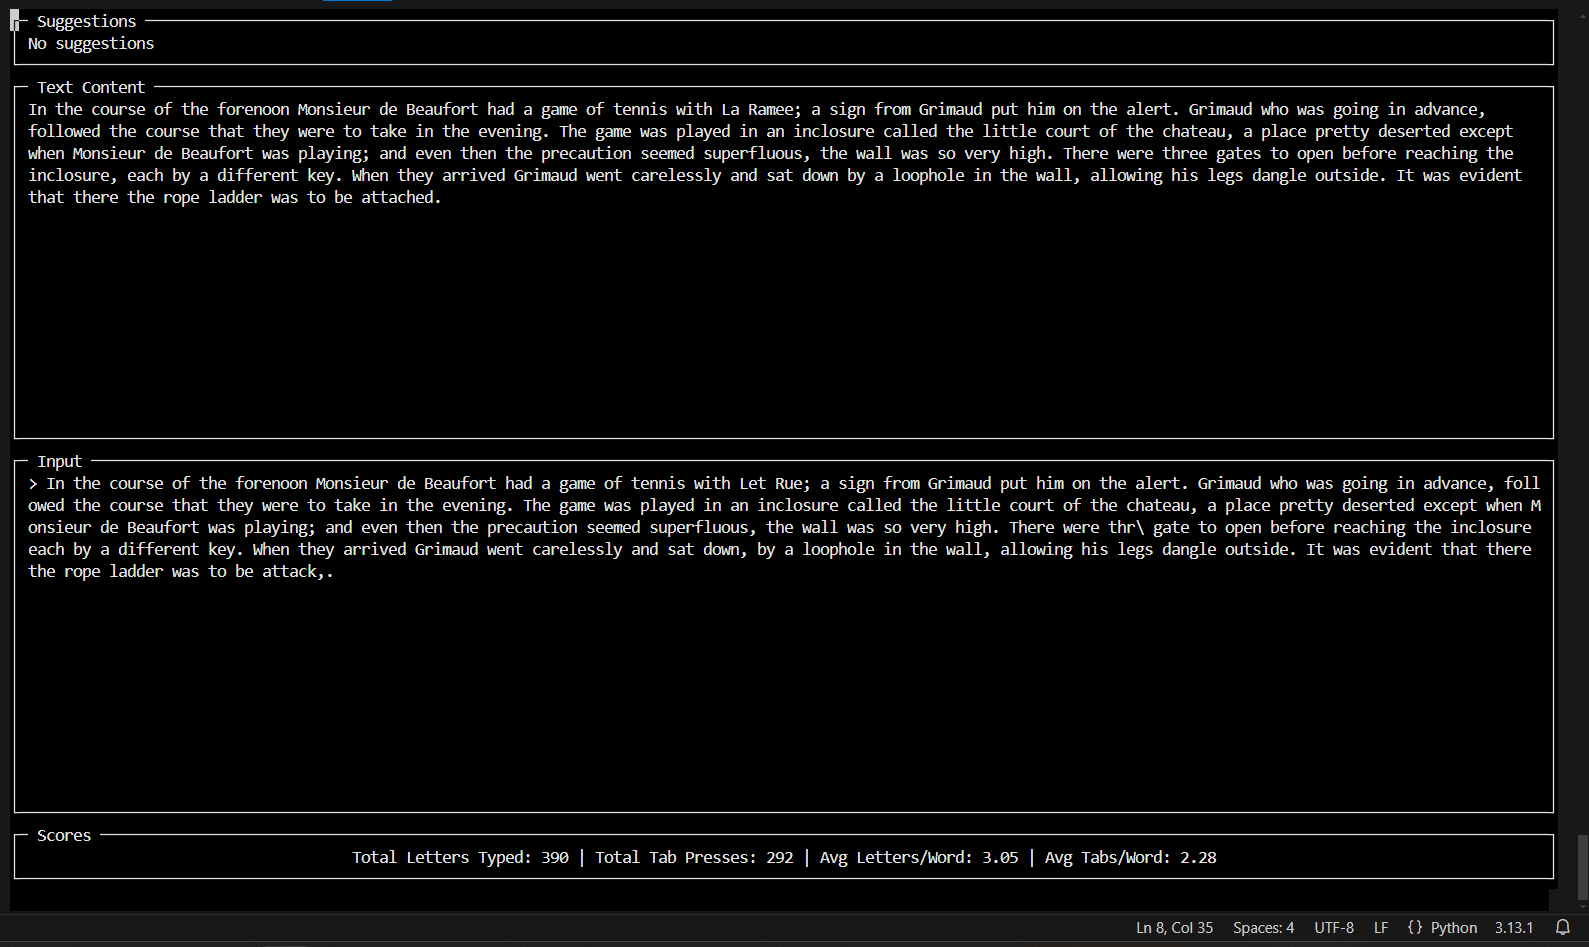 Suggestions
No suggestions
Text Content
In the course of the forenoon Monsieur de Beaufort had a game of tennis with La Ramee; a sign from Grimaud put him on the alert. Grimaud who was going in advance,
followed the course that they were to take in the evening. The game was played in an inclosure called the little court of the chateau, a place pretty deserted except
when Monsieur de Beaufort was playing; and even then the precaution seemed superfluous, the wall was so very high. There were three gates to open before reaching the
inclosure, each by a different key. When they arrived Grimaud went carelessly and sat down by a loophole in the wall, allowing his legs dangle outside. It was evident
that there the rope ladder was to be attached.
Input
> In the course of the forenoon Monsieur de Beaufort had a game of tennis with Let Rue; a sign from Grimaud put him on the alert. Grimaud who was going in advance, foll
owed the course that they were to take in the evening. The game was played in an inclosure called the little court of the chateau, a place pretty deserted except when M
onsieur de Beaufort was playing; and even then the precaution seemed superfluous, the wall was so very high. There were thr\ gate to open before reaching the inclosure
each by a different key. When they arrived Grimaud went carelessly and sat down, by a loophole in the wall, allowing his legs dangle outside. It was evident that there
the rope ladder was to be attack,.
Scores
Total Letters Typed: 390 | Total Tab Presses: 292 | Avg Letters/Word: 3.05 | Avg Tabs/Word: 2.28
Ln 8, Col 35 Spaces: 4 UTF-8 LF {} Python 3.13.1